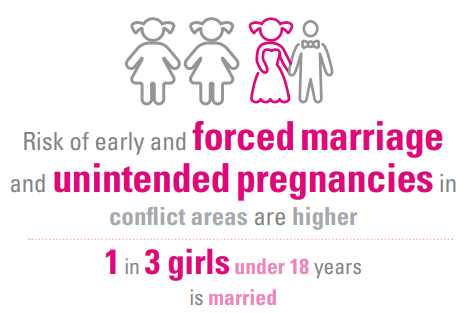 Risk of early and forced marriage
and unintended pregnancies in
conflict areas are higher
1 in 3 girls under 18 years
is married